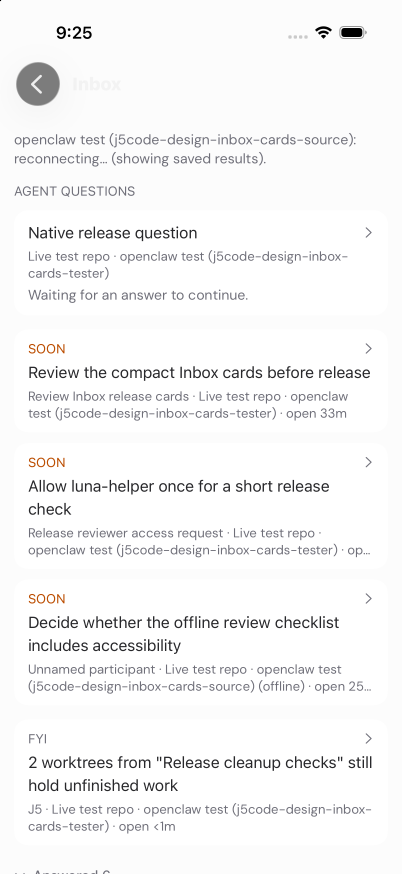 9:25
Inbox
openclaw test (j5code-design-inbox-cards-source):
reconnecting... (showing saved results).
AGENT QUESTIONS
Native release question
Live test repo · openclaw test (j5code-design-inbox-
cards-tester)
Waiting for an answer to continue.
SOON
Review the compact Inbox cards before release
Review Inbox release cards · Live test repo · openclaw
test (j5code-design-inbox-cards-tester) · open 33m
SOON
Allow luna-helper once for a short release
check
Release reviewer access request · Live test repo ·
openclaw test (j5code-design-inbox-cards-tester) · op...
SOON
Decide whether the offline review checklist
includes accessibility
Unnamed participant · Live test repo · openclaw test
(j5code-design-inbox-cards-source) (offline) · open 25...
FYI
2 worktrees from "Release cleanup checks" still
hold unfinished work
J5 · Live test repo · openclaw test (j5code-design-inbox-
cards-tester) · open <1m
Answered 6